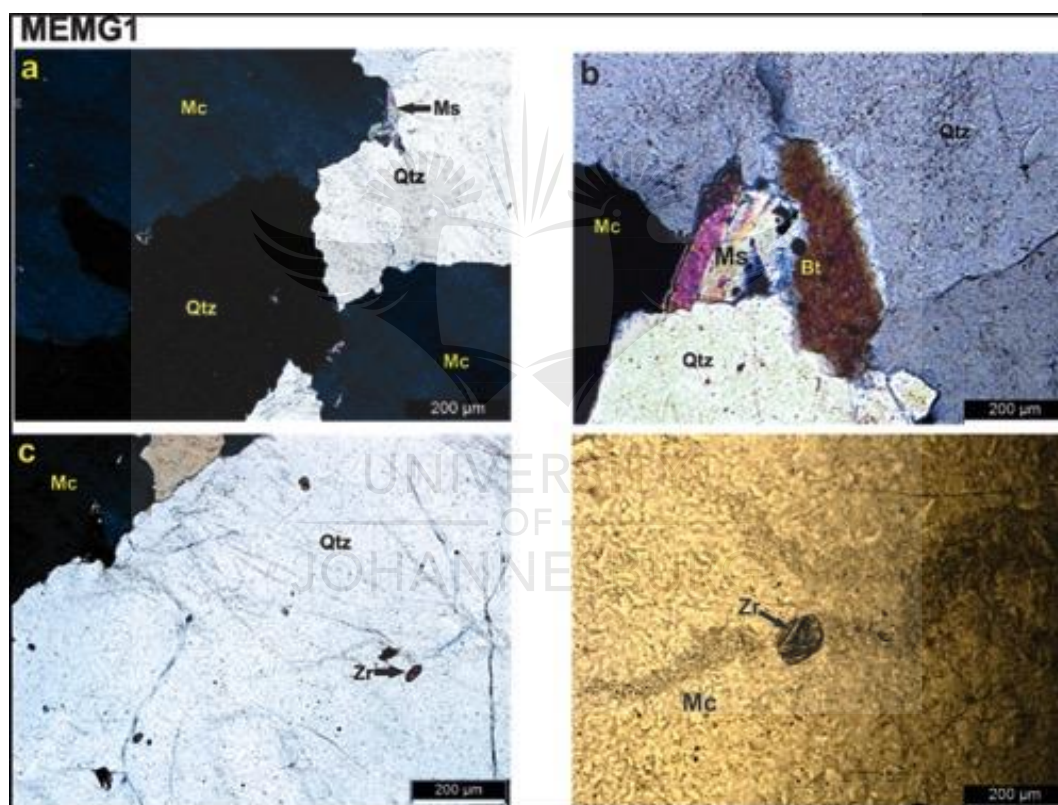 MEMG1
a
Mc
Ms
Qtz
Qtz
Mc
200 µm
b
Qtz
Mc
Ms
Bt
Qtz
200 µm
c
Mc
Qtz
Zr
200 µm
Zr
Mc
200 µm
UNIVERSITY
OF
JOHANNESBURG